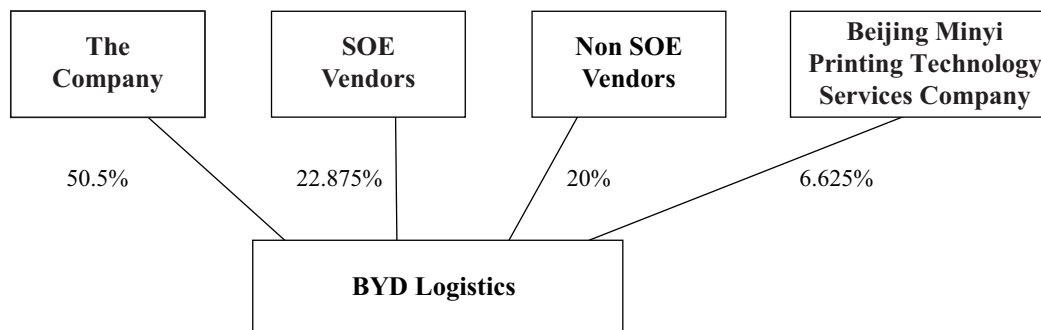 The
Company
SOE
Vendors
Non SOE
Vendors
Beijing Minyi
Printing Technology
Services Company
50.5%
22.875%
20%
6.625%
BYD Logistics